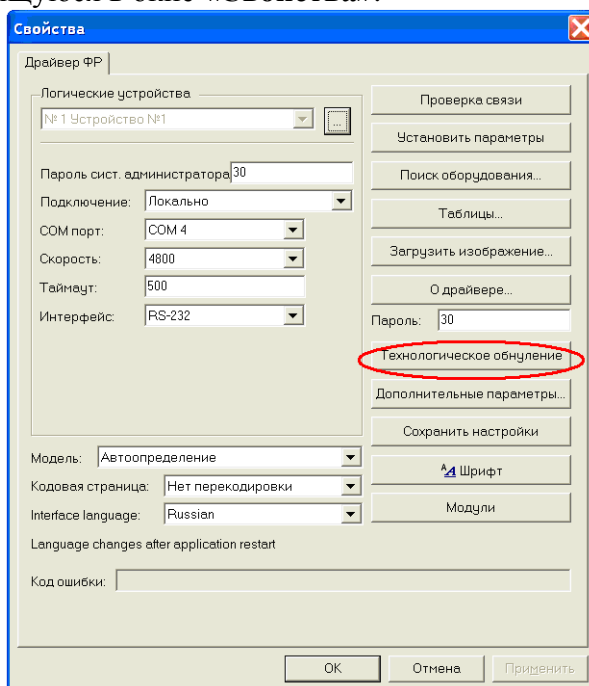 щуюся в окне «Свойства».
Свойства
Драйвер ФР
Логические устройства
№ 1 Устройство №1
...
Пароль сист. администратора 30
Подключение: Локально
COM порт: COM 4
Скорость: 4800
Таймаут: 500
Интерфейс: RS-232
Проверка связи
Установить параметры
Поиск оборудования...
Таблицы...
Загрузить изображение...
О драйвере...
Пароль: 30
Технологическое обнуление
Дополнительные параметры...
Сохранить настройки
Шрифт
Модули
Модель: Автоопределение
Кодовая страница: Нет перекодировки
Interface language: Russian
Language changes after application restart
Код ошибки:
OK
Отмена
Применить